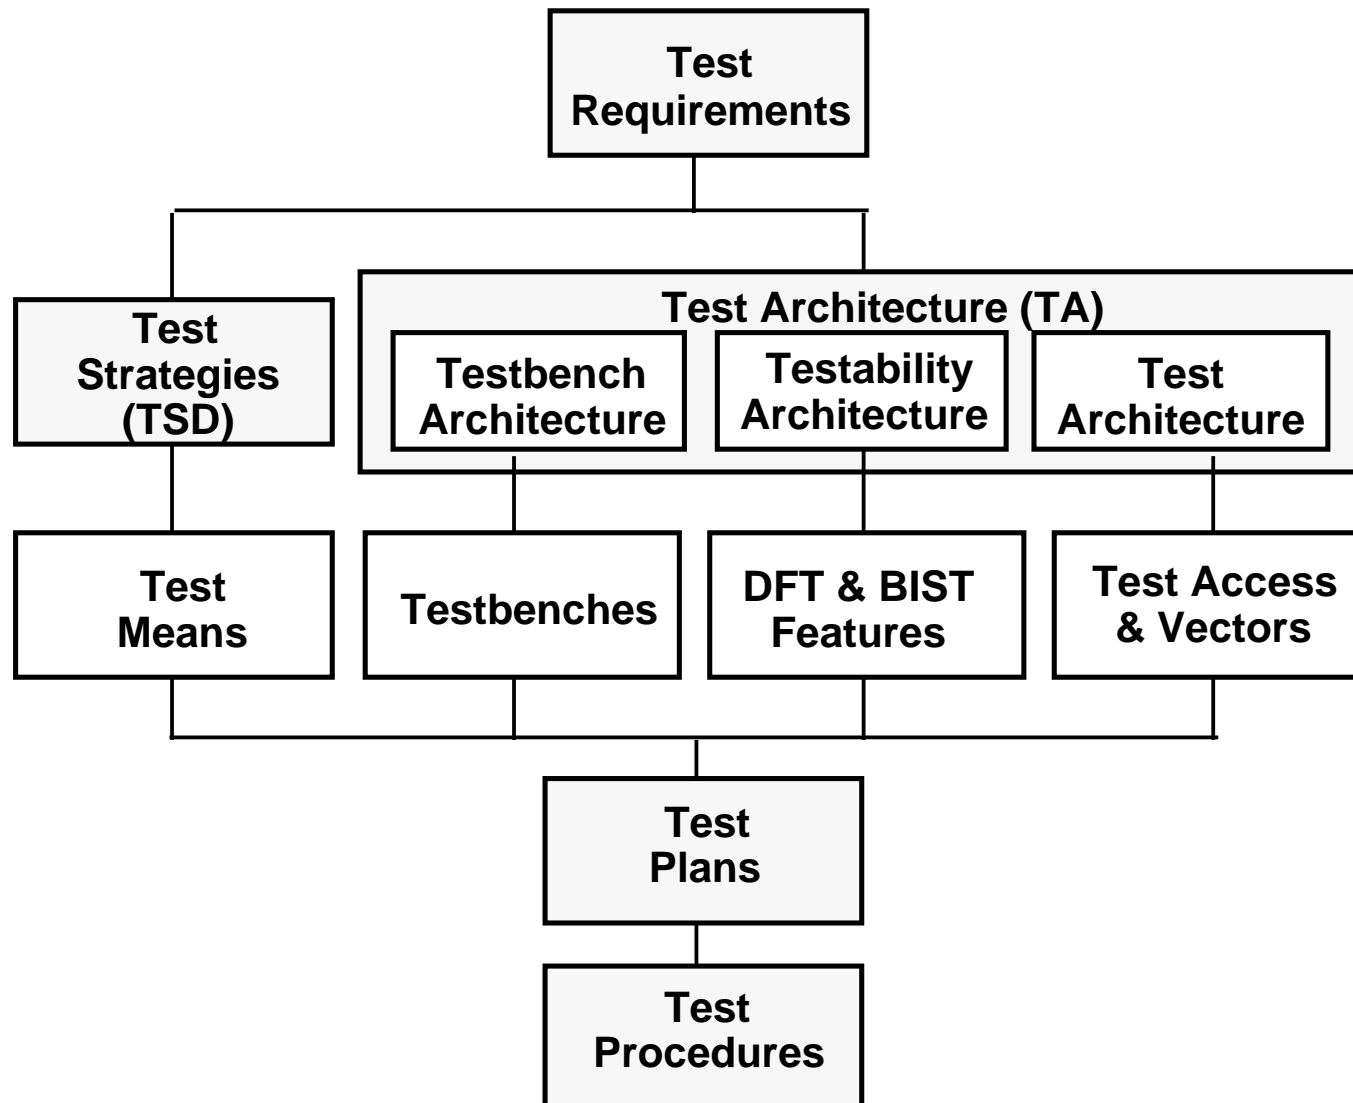 Test
Requirements
Test Architecture (TA)
Test
Strategies
(TSD)
Testbench
Architecture
Testability
Architecture
Test
Architecture
Test
Means
Testbenches
DFT & BIST
Features
Test Access
& Vectors
Test
Plans
Test
Procedures